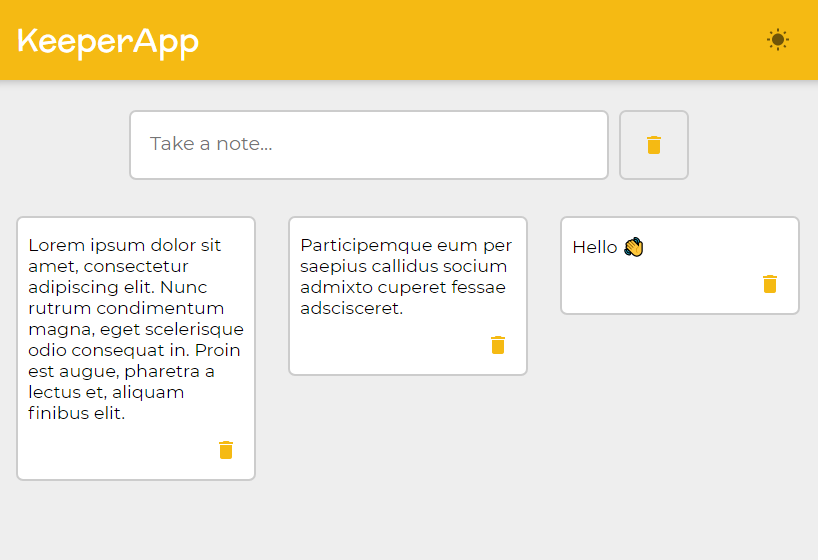 KeeperApp
Take a note...
Lorem ipsum dolor sit
amet, consectetur
adipiscing elit. Nunc
rutrum condimentum
magna, eget scelerisque
odio consequat in. Proin
est augue, pharetra a
lectus et, aliquam
finibus elit.
Participemque eum per
saepius callidus socium
admixto cuperet fessae
adscisceret.
Hello 👋